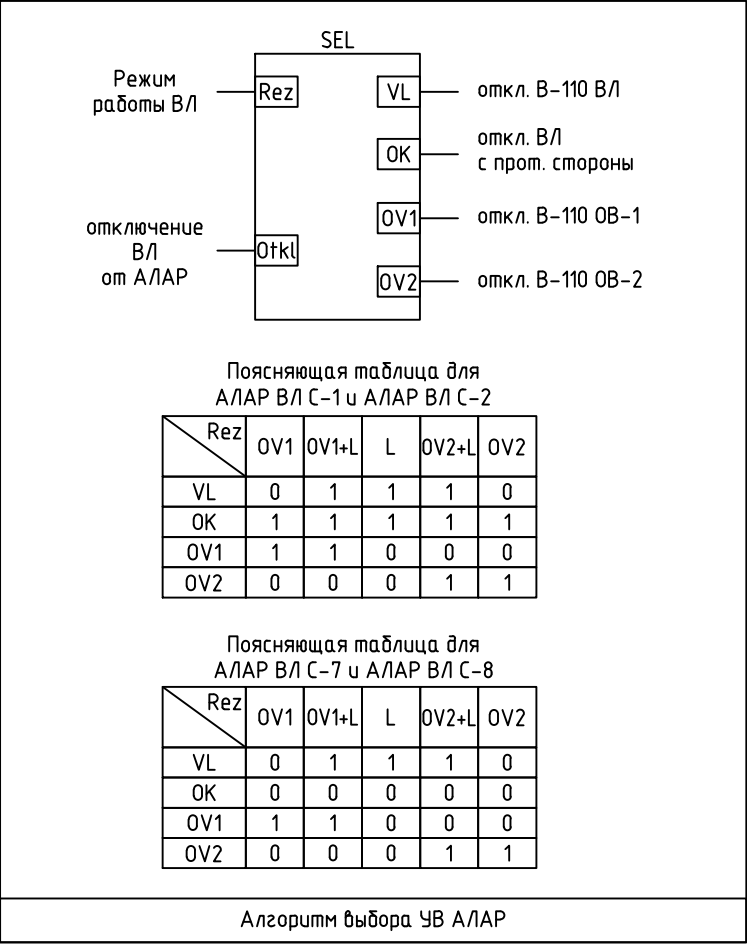 SEL
Режим
работы ВЛ
Rez
VL
откл. В-110 ВЛ
OK
откл. ВЛ
с прот. стороны
OV1
откл. В-110 ОВ-1
отключение
ВЛ
от АЛАР
Otkl
OV2
откл. В-110 ОВ-2
Поясняющая таблица для
АЛАР ВЛ С-1 и АЛАР ВЛ С-2
Rez OV1 OV1+L L OV2+L OV2
VL 0 1 1 1 0
OK 1 1 1 1 1
OV1 1 1 0 0 0
OV2 0 0 0 1 1
Поясняющая таблица для
АЛАР ВЛ С-7 и АЛАР ВЛ С-8
Rez OV1 OV1+L L OV2+L OV2
VL 0 1 1 1 0
OK 0 0 0 0 0
OV1 1 1 0 0 0
OV2 0 0 0 1 1
Алгоритм выбора УВ АЛАР